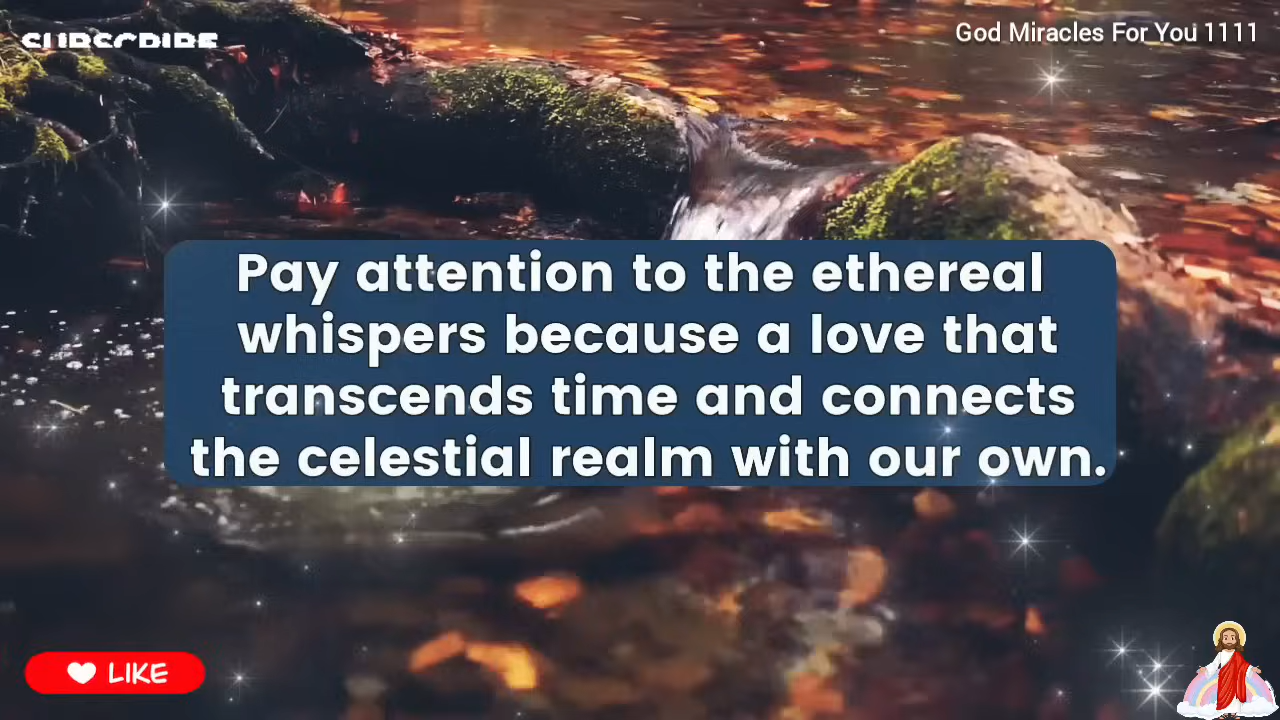 SUBSCRIBE
God Miracles For You 1111
Pay attention to the ethereal
whispers because a love that
transcends time and connects
the celestial realm with our own.
LIKE